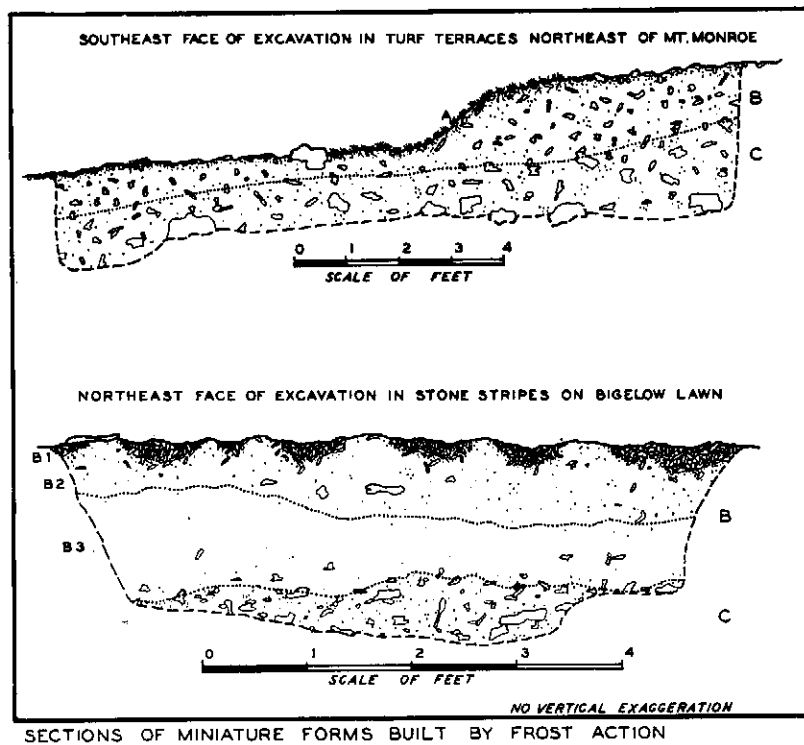 SOUTHEAST FACE OF EXCAVATION IN TURF TERRACES NORTHEAST OF MT. MONROE
A
B
C
0 1 2 3 4
SCALE OF FEET
NORTHEAST FACE OF EXCAVATION IN STONE STRIPES ON BIGELOW LAWN
B1
B2
B
B3
C
0 1 2 3 4
SCALE OF FEET
NO VERTICAL EXAGGERATION
SECTIONS OF MINIATURE FORMS BUILT BY FROST ACTION